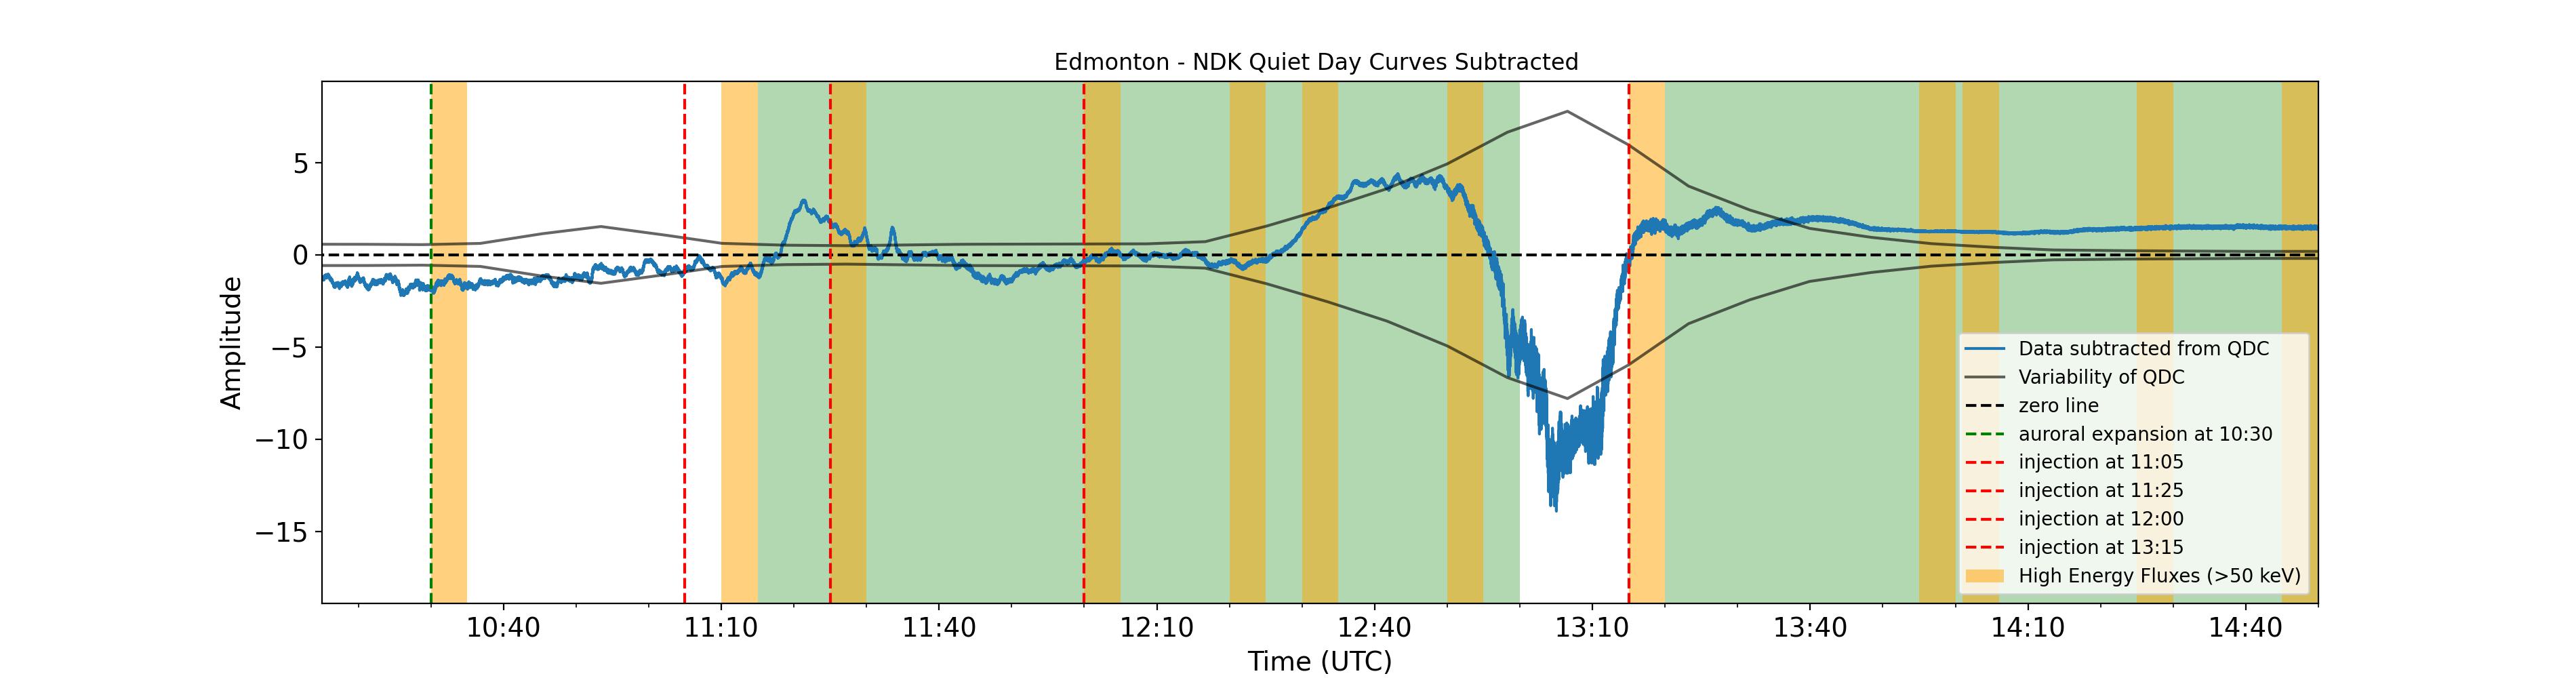 Edmonton - NDK Quiet Day Curves Subtracted
Amplitude
5
0
−5
−10
−15
Data subtracted from QDC
Variability of QDC
zero line
auroral expansion at 10:30
injection at 11:05
injection at 11:25
injection at 12:00
injection at 13:15
High Energy Fluxes (>50 keV)
10:40 11:10 11:40 12:10 12:40 13:10 13:40 14:10 14:40
Time (UTC)